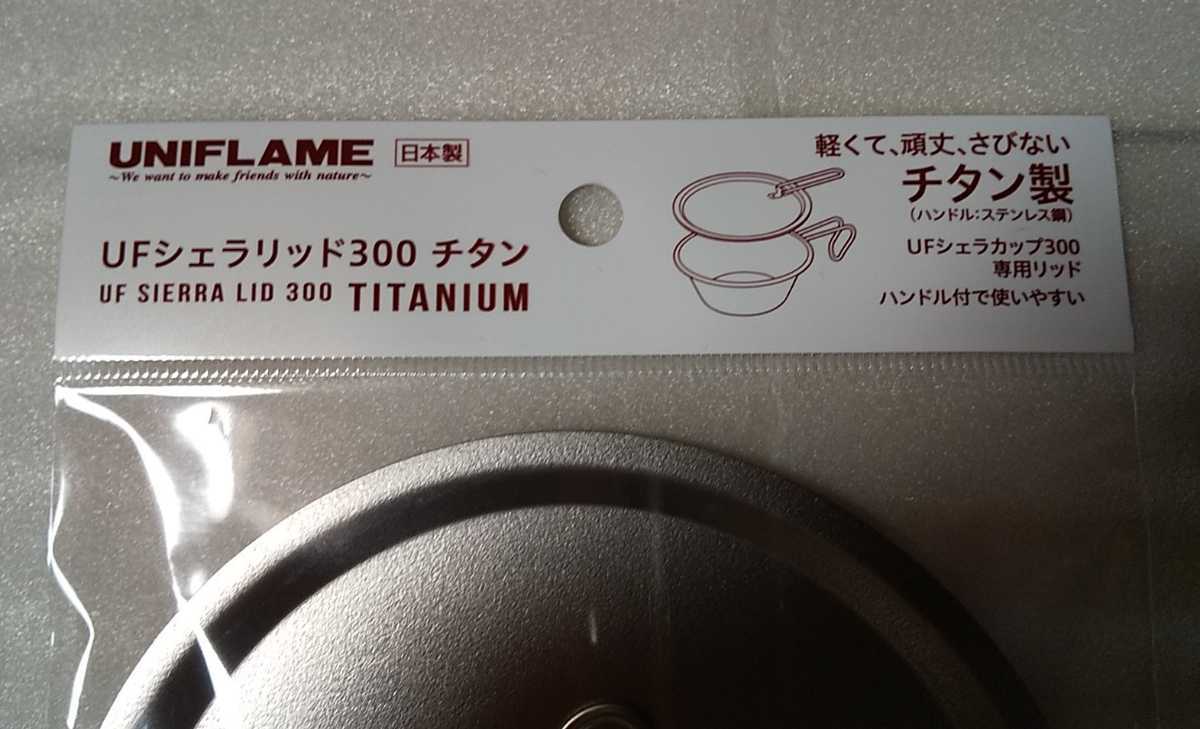 UNIFLAME 日本製
~We want to make friends with nature~
UFシェラリッド300 チタン
UF SIERRA LID 300 TITANIUM
軽くて、頑丈、さびない
チタン製
(ハンドル:ステンレス鋼)
UFシェラカップ300
専用リッド
ハンドル付で使いやすい